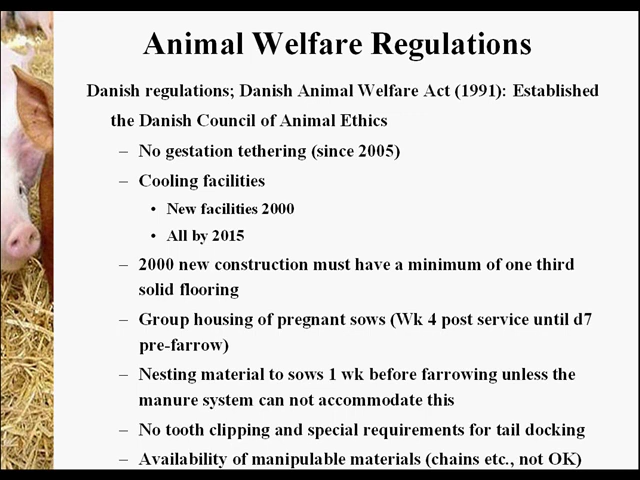 Animal Welfare Regulations
Danish regulations; Danish Animal Welfare Act (1991): Established
the Danish Council of Animal Ethics
– No gestation tethering (since 2005)
– Cooling facilities
• New facilities 2000
• All by 2015
– 2000 new construction must have a minimum of one third
solid flooring
– Group housing of pregnant sows (Wk 4 post service until d7
pre-farrow)
– Nesting material to sows 1 wk before farrowing unless the
manure system can not accommodate this
– No tooth clipping and special requirements for tail docking
– Availability of manipulable materials (chains etc., not OK)